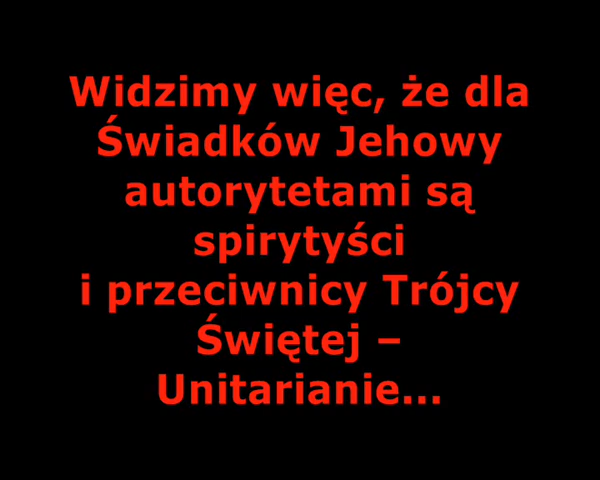 Widzimy więc, że dla
Świadków Jehowy
autorytetami są
spirytyści
i przeciwnicy Trójcy
Świętej –
Unitarianie...